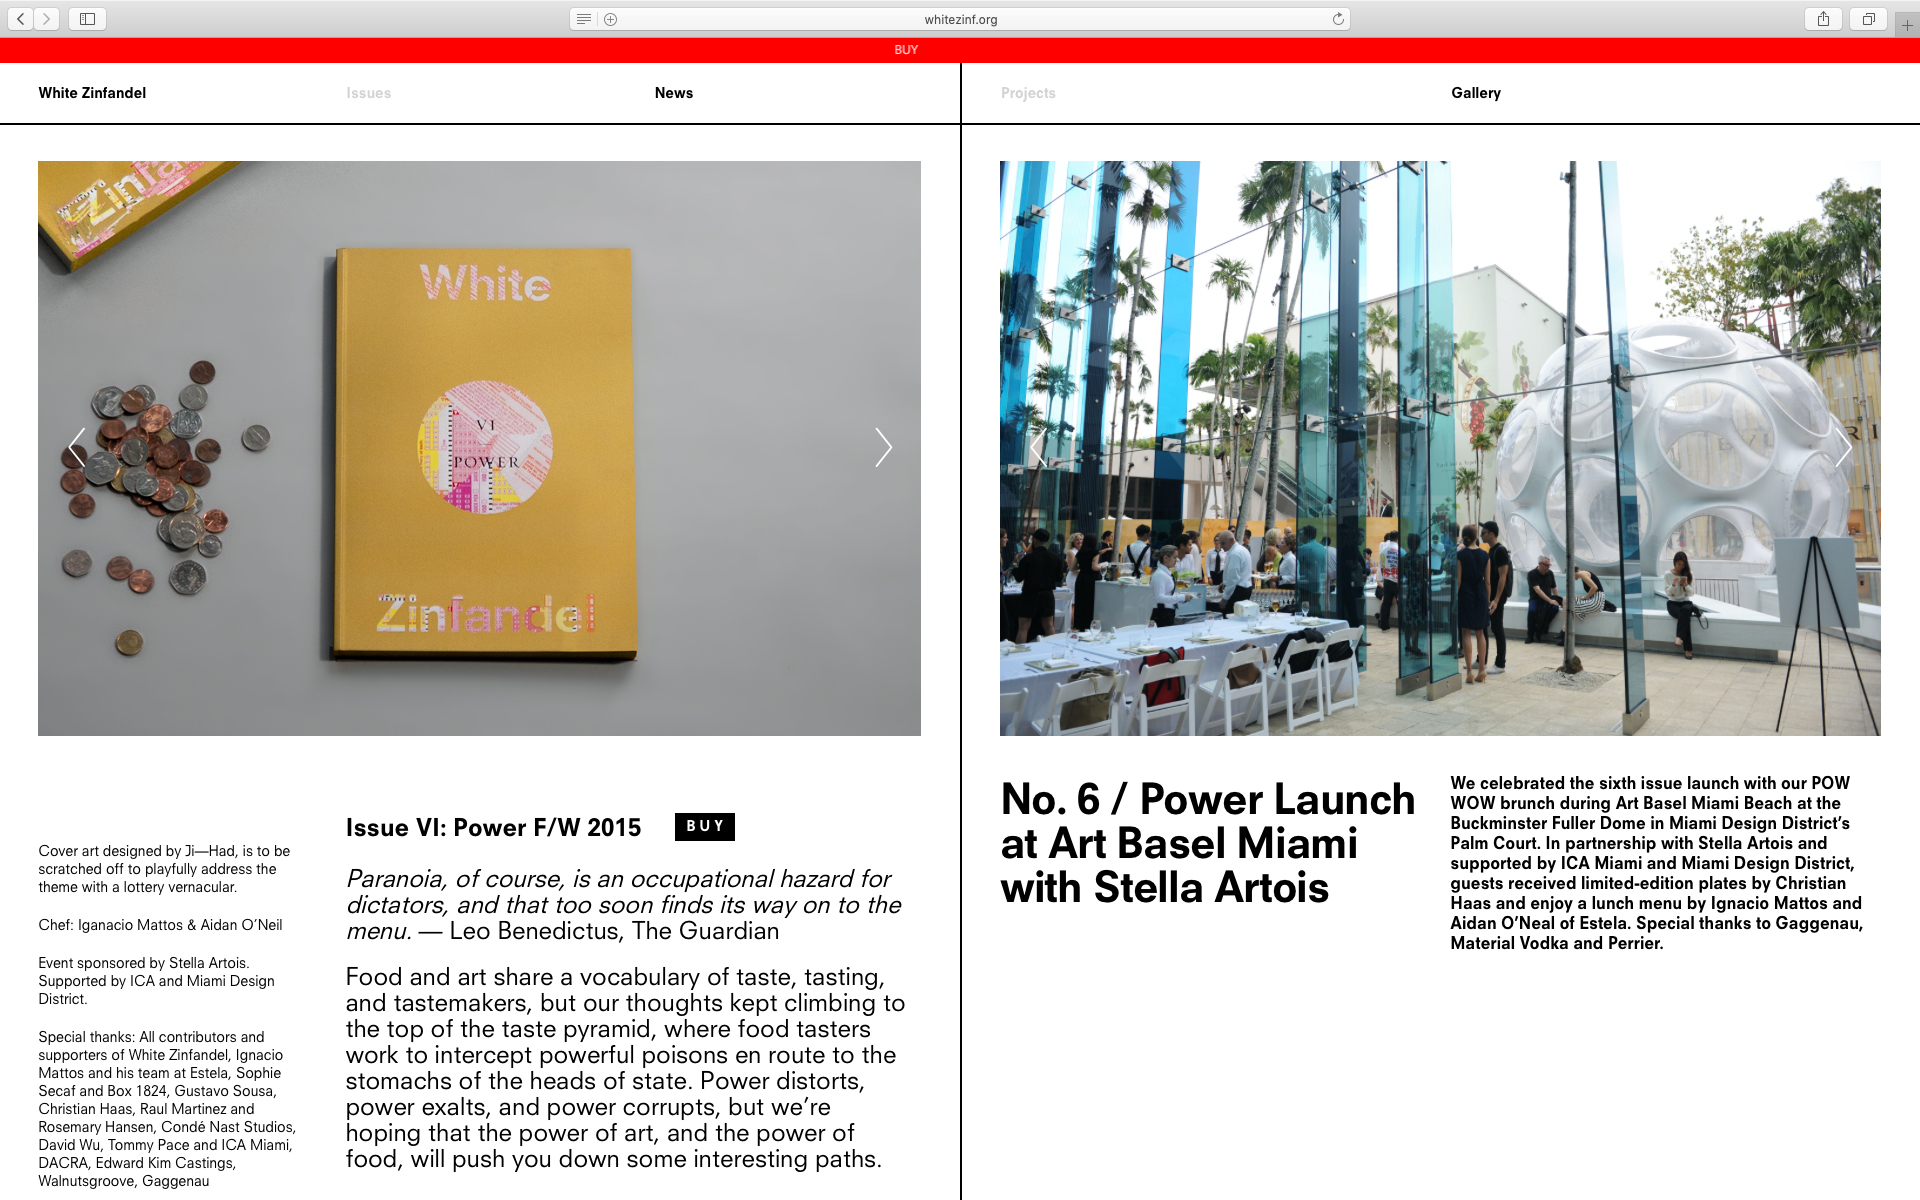 whitezinf.org
BUY
White Zinfandel
Issues
News
Projects
Gallery
Zinfa
White
VI
POWER
Zinfandel
Cover art designed by Ji—Had, is to be
scratched off to playfully address the
theme with a lottery vernacular.
Chef: Iganacio Mattos & Aidan O’Neil
Event sponsored by Stella Artois.
Supported by ICA and Miami Design
District.
Special thanks: All contributors and
supporters of White Zinfandel, Ignacio
Mattos and his team at Estela, Sophie
Secaf and Box 1824, Gustavo Sousa,
Christian Haas, Raul Martinez and
Rosemary Hansen, Condé Nast Studios,
David Wu, Tommy Pace and ICA Miami,
DACRA, Edward Kim Castings,
Walnutsgroove, Gaggenau
Issue VI: Power F/W 2015
BUY
Paranoia, of course, is an occupational hazard for
dictators, and that too soon finds its way on to the
menu. — Leo Benedictus, The Guardian
Food and art share a vocabulary of taste, tasting,
and tastemakers, but our thoughts kept climbing to
the top of the taste pyramid, where food tasters
work to intercept powerful poisons en route to the
stomachs of the heads of state. Power distorts,
power exalts, and power corrupts, but we’re
hoping that the power of art, and the power of
food, will push you down some interesting paths.
No. 6 / Power Launch
at Art Basel Miami
with Stella Artois
We celebrated the sixth issue launch with our POW
WOW brunch during Art Basel Miami Beach at the
Buckminster Fuller Dome in Miami Design District’s
Palm Court. In partnership with Stella Artois and
supported by ICA Miami and Miami Design District,
guests received limited-edition plates by Christian
Haas and enjoy a lunch menu by Ignacio Mattos and
Aidan O’Neal of Estela. Special thanks to Gaggenau,
Material Vodka and Perrier.